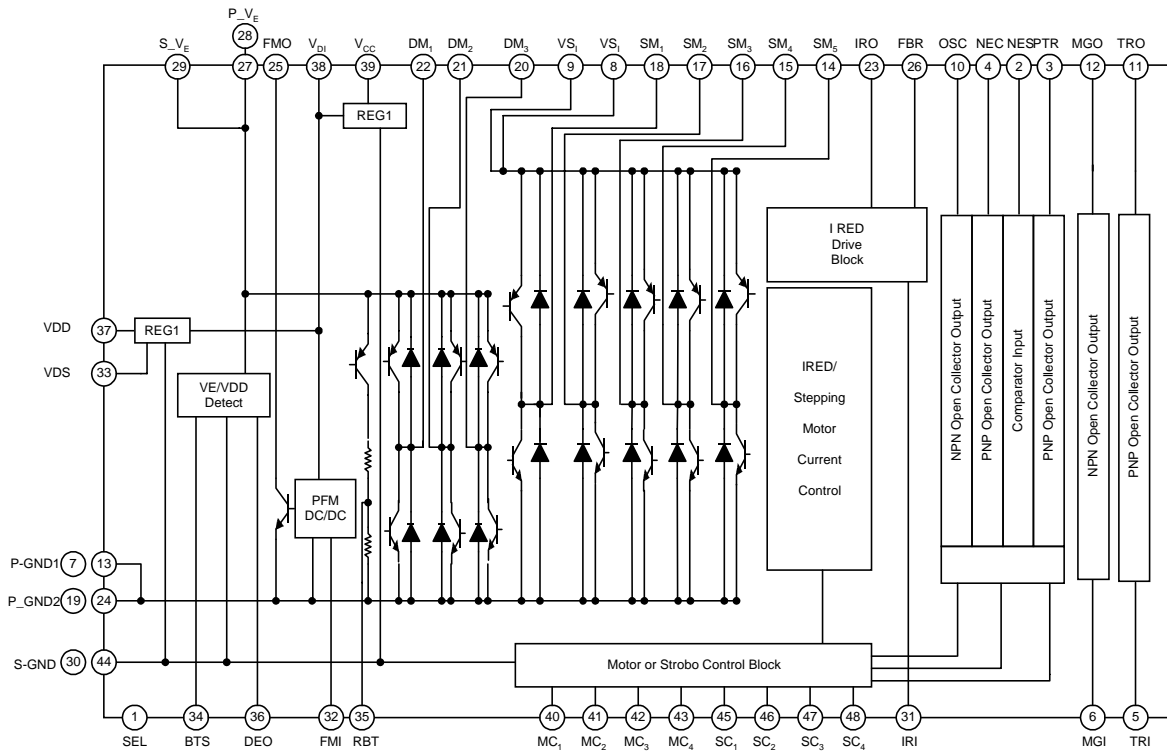 P_VE
28
S_VE FMO VDI VCC DM1 DM2 DM3 VSI VSI SM1 SM2 SM3 SM4 SM5 IRO FBR OSC NEC NES PTR MGO TRO
29 27 25 38 39 22 21 20 9 8 18 17 16 15 14 23 26 10 4 2 3 12 11
REG1
I RED
Drive
Block
VDD 37 REG1
VDS 33
VE/VDD
Detect
IRED/
Stepping
Motor
Current
Control
NPN Open Collector Output
PNP Open Collector Output
Comparator Input
PNP Open Collector Output
NPN Open Collector Output
PNP Open Collector Output
PFM
DC/DC
P-GND1 7 13
P_GND2 19 24
S-GND 30 44
Motor or Strobo Control Block
1 34 36 32 35 40 41 42 43 45 46 47 48 31 6 5
SEL BTS DEO FMI RBT MC1 MC2 MC3 MC4 SC1 SC2 SC3 SC4 IRI MGI TRI